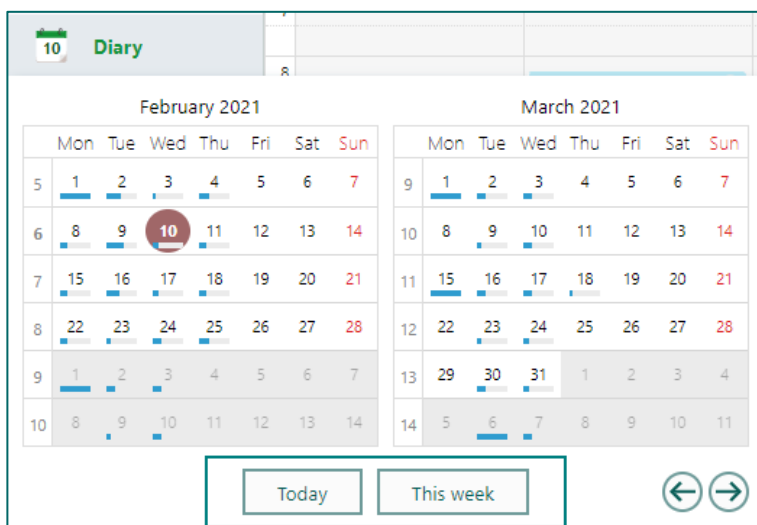 10 Diary
8
February 2021
Mon Tue Wed Thu Fri Sat Sun
5 1 2 3 4 5 6 7
6 8 9 10 11 12 13 14
7 15 16 17 18 19 20 21
8 22 23 24 25 26 27 28
9 1 2 3 4 5 6 7
10 8 9 10 11 12 13 14
March 2021
Mon Tue Wed Thu Fri Sat Sun
9 1 2 3 4 5 6 7
10 8 9 10 11 12 13 14
11 15 16 17 18 19 20 21
12 22 23 24 25 26 27 28
13 29 30 31 1 2 3 4
14 5 6 7 8 9 10 11
Today This week